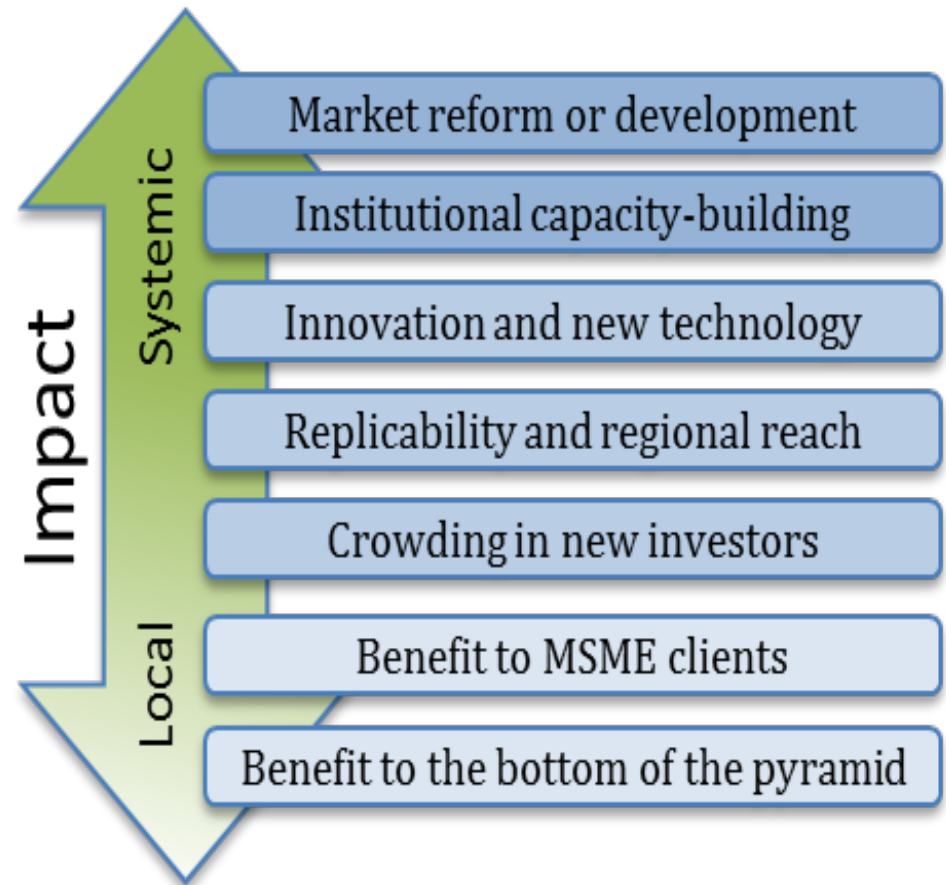 Impact
Systemic
Local
Market reform or development
Institutional capacity-building
Innovation and new technology
Replicability and regional reach
Crowding in new investors
Benefit to MSME clients
Benefit to the bottom of the pyramid